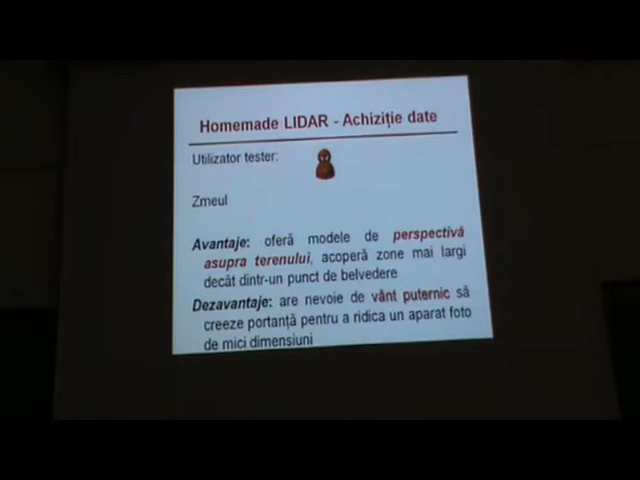 Homemade LIDAR - Achiziție date
Utilizator tester:
Zmeul
Avantaje: oferă modele de perspectivă
asupra terenului, acoperă zone mai largi
decât dintr-un punct de belvedere
Dezavantaje: are nevoie de vânt puternic să
creeze portanță pentru a ridica un aparat foto
de mici dimensiuni